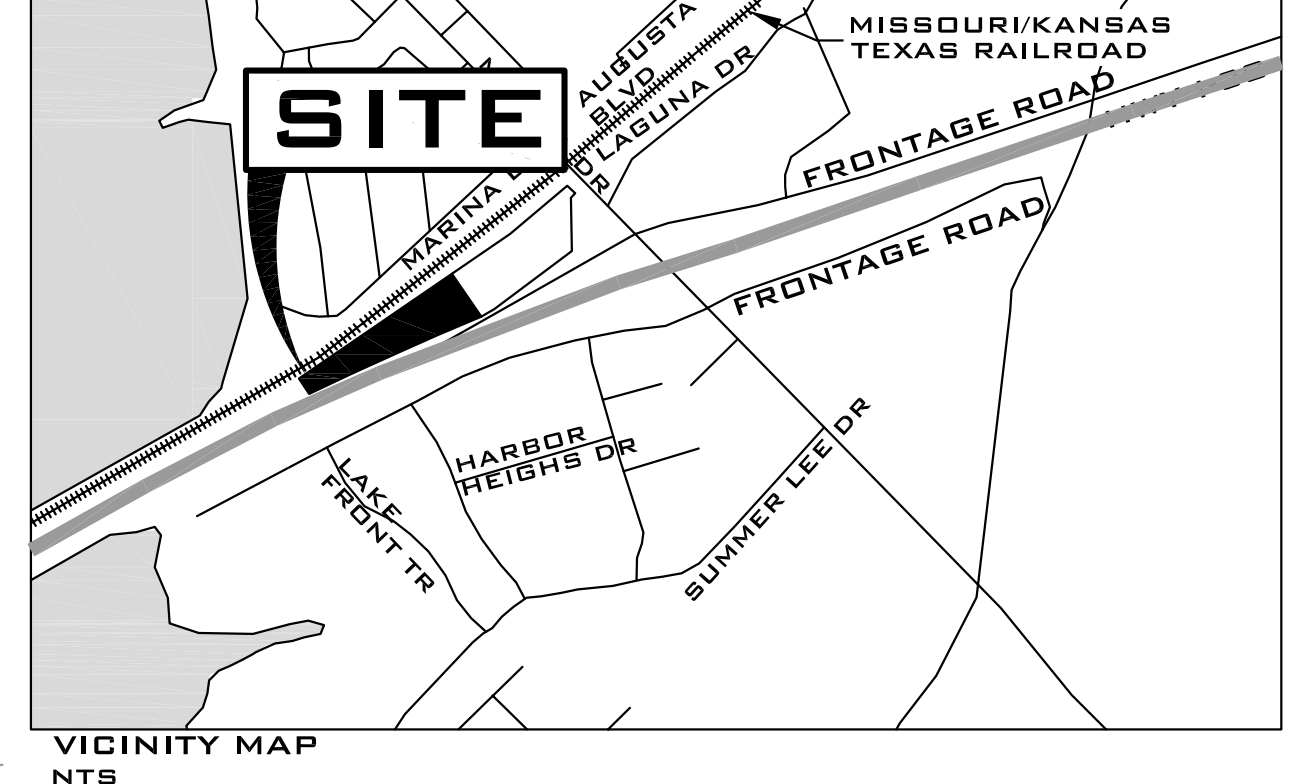 MISSOURI/KANSAS
TEXAS RAILROAD
AUGUSTA
BLVD
LAGUNA DR
SITE
FRONTAGE ROAD
DR
MARINA
FRONTAGE ROAD
HARBOR
HEIGHS DR
LAKE
FRONT TR
SUMMER LEE DR
VICINITY MAP
NTS